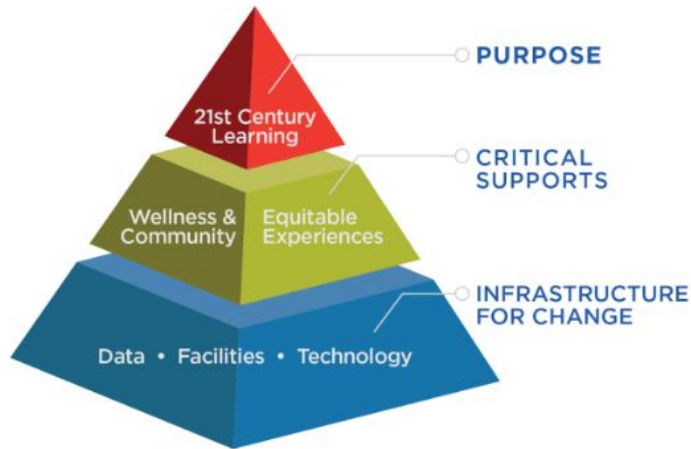 PURPOSE
21st Century
Learning
CRITICAL
SUPPORTS
Wellness &
Community
Equitable
Experiences
INFRASTRUCTURE
FOR CHANGE
Data • Facilities • Technology